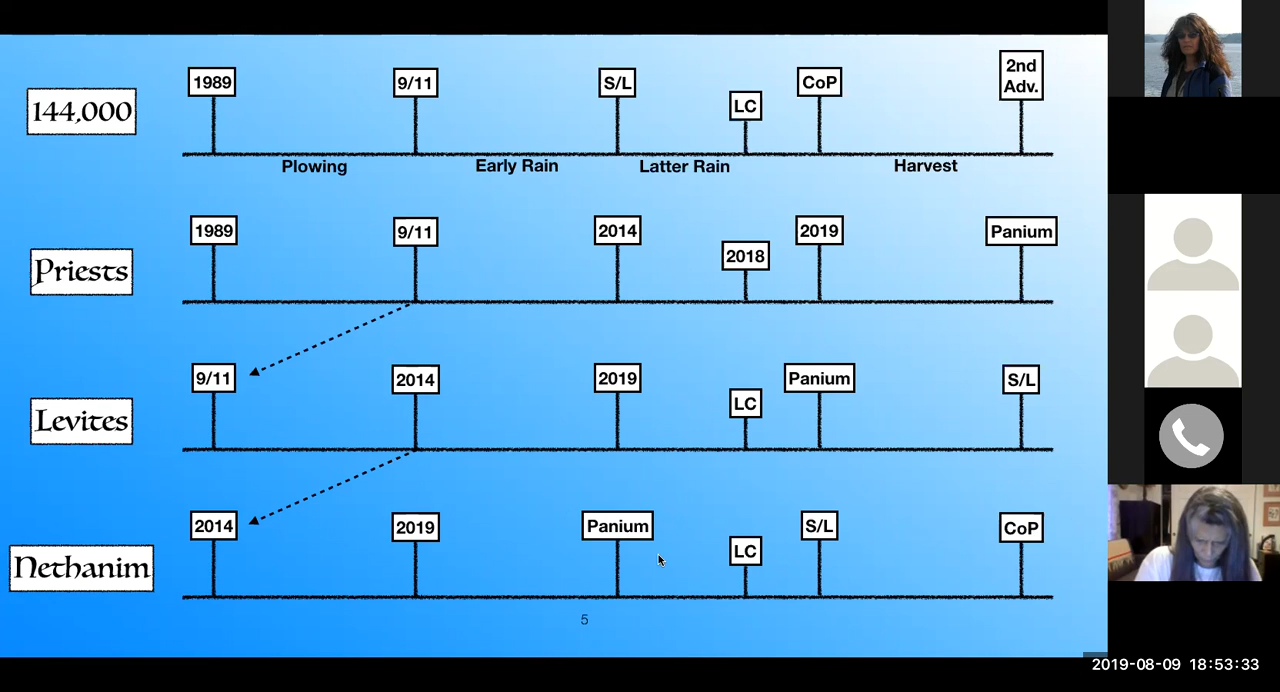 144,000
1989
9/11
S/L
LC
CoP
2nd
Adv.
Plowing
Early Rain
Latter Rain
Harvest
Priests
1989
9/11
2014
2018
2019
Panium
Levites
9/11
2014
2019
LC
Panium
S/L
Nethanim
2014
2019
Panium
LC
S/L
CoP
5
2019-08-09 18:53:33